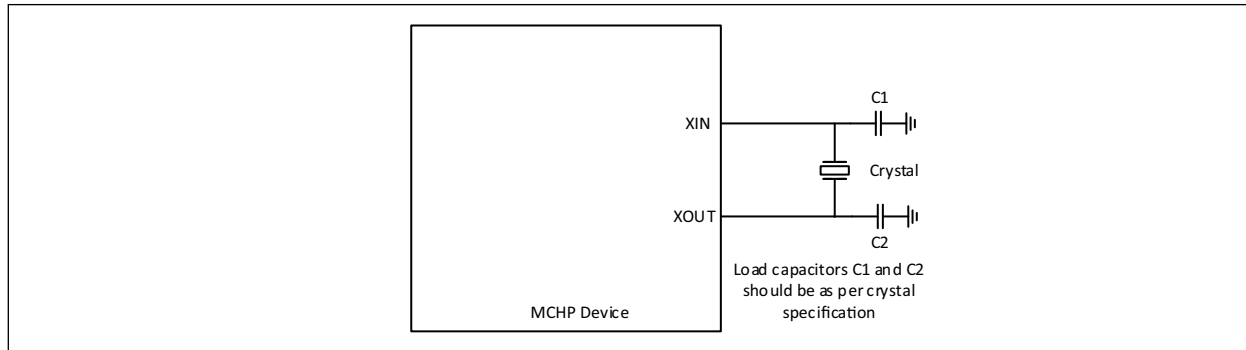 C1
XIN
Crystal
XOUT
C2
Load capacitors C1 and C2
should be as per crystal
specification
MCHP Device